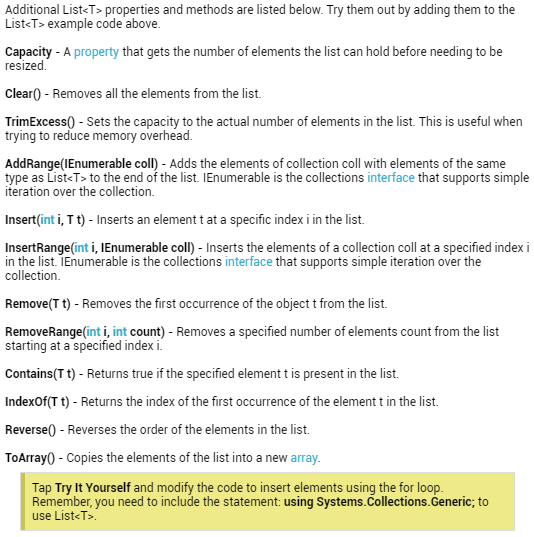 Additional List<T> properties and methods are listed below. Try them out by adding them to the
List<T> example code above.
Capacity - A property that gets the number of elements the list can hold before needing to be
resized.
Clear() - Removes all the elements from the list.
TrimExcess() - Sets the capacity to the actual number of elements in the list. This is useful when
trying to reduce memory overhead.
AddRange(IEnumerable coll) - Adds the elements of collection coll with elements of the same
type as List<T> to the end of the list. IEnumerable is the collections interface that supports simple
iteration over the collection.
Insert(int i, T t) - Inserts an element t at a specific index i in the list.
InsertRange(int i, IEnumerable coll) - Inserts the elements of a collection coll at a specified index i
in the list. IEnumerable is the collections interface that supports simple iteration over the
collection.
Remove(T t) - Removes the first occurrence of the object t from the list.
RemoveRange(int i, int count) - Removes a specified number of elements count from the list
starting at a specified index i.
Contains(T t) - Returns true if the specified element t is present in the list.
IndexOf(T t) - Returns the index of the first occurrence of the element t in the list.
Reverse() - Reverses the order of the elements in the list.
ToArray() - Copies the elements of the list into a new array.
Tap Try It Yourself and modify the code to insert elements using the for loop.
Remember, you need to include the statement: using Systems.Collections.Generic; to
use List<T>.